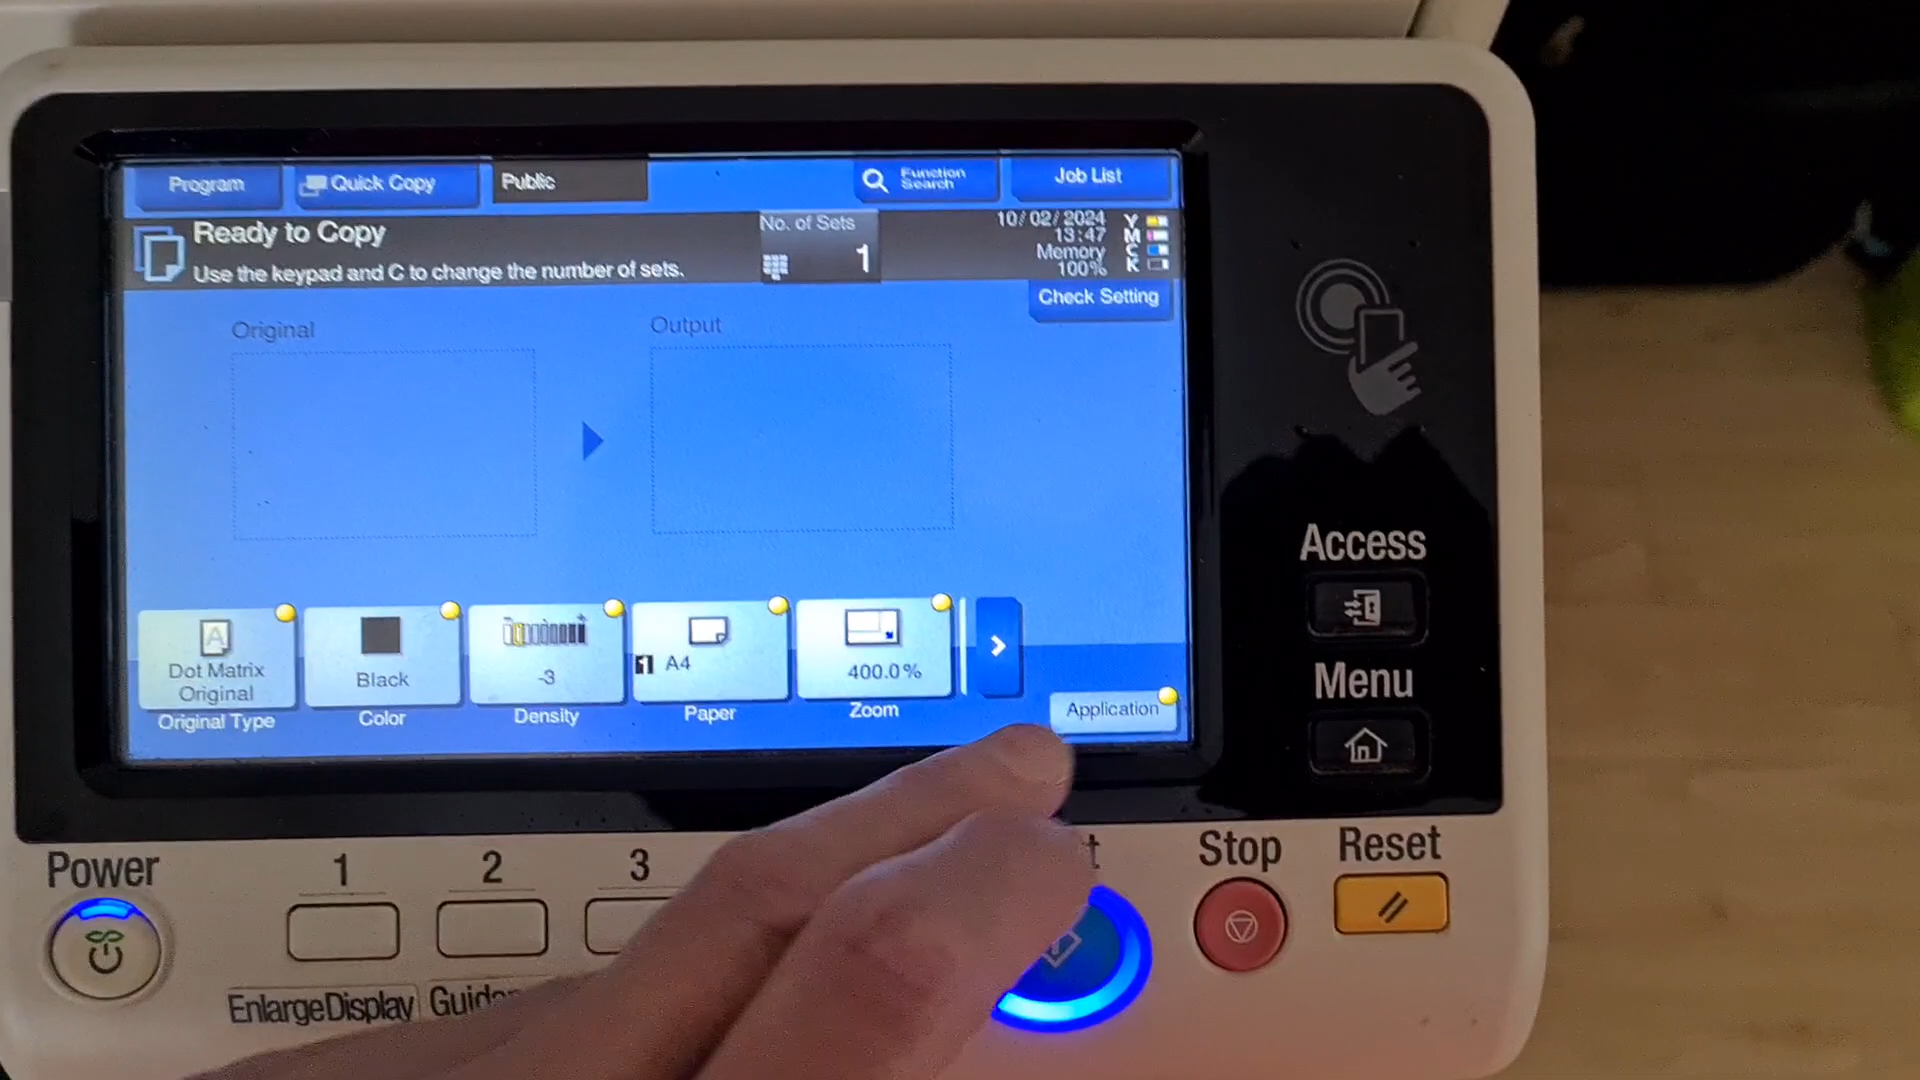 Program
Quick Copy
Public
Function
Search
Job List
Ready to Copy
Use the keypad and C to change the number of sets.
No. of Sets
1
10/02/2024
13:47
Memory
100%
Y
M
C
K
Check Setting
Original
Output
Dot Matrix
Original
Original Type
Black
Color
-3
Density
1 A4
Paper
400.0%
Zoom
Application
Access
Menu
Power
1
2
3
Stop
Reset
Enlarge Display